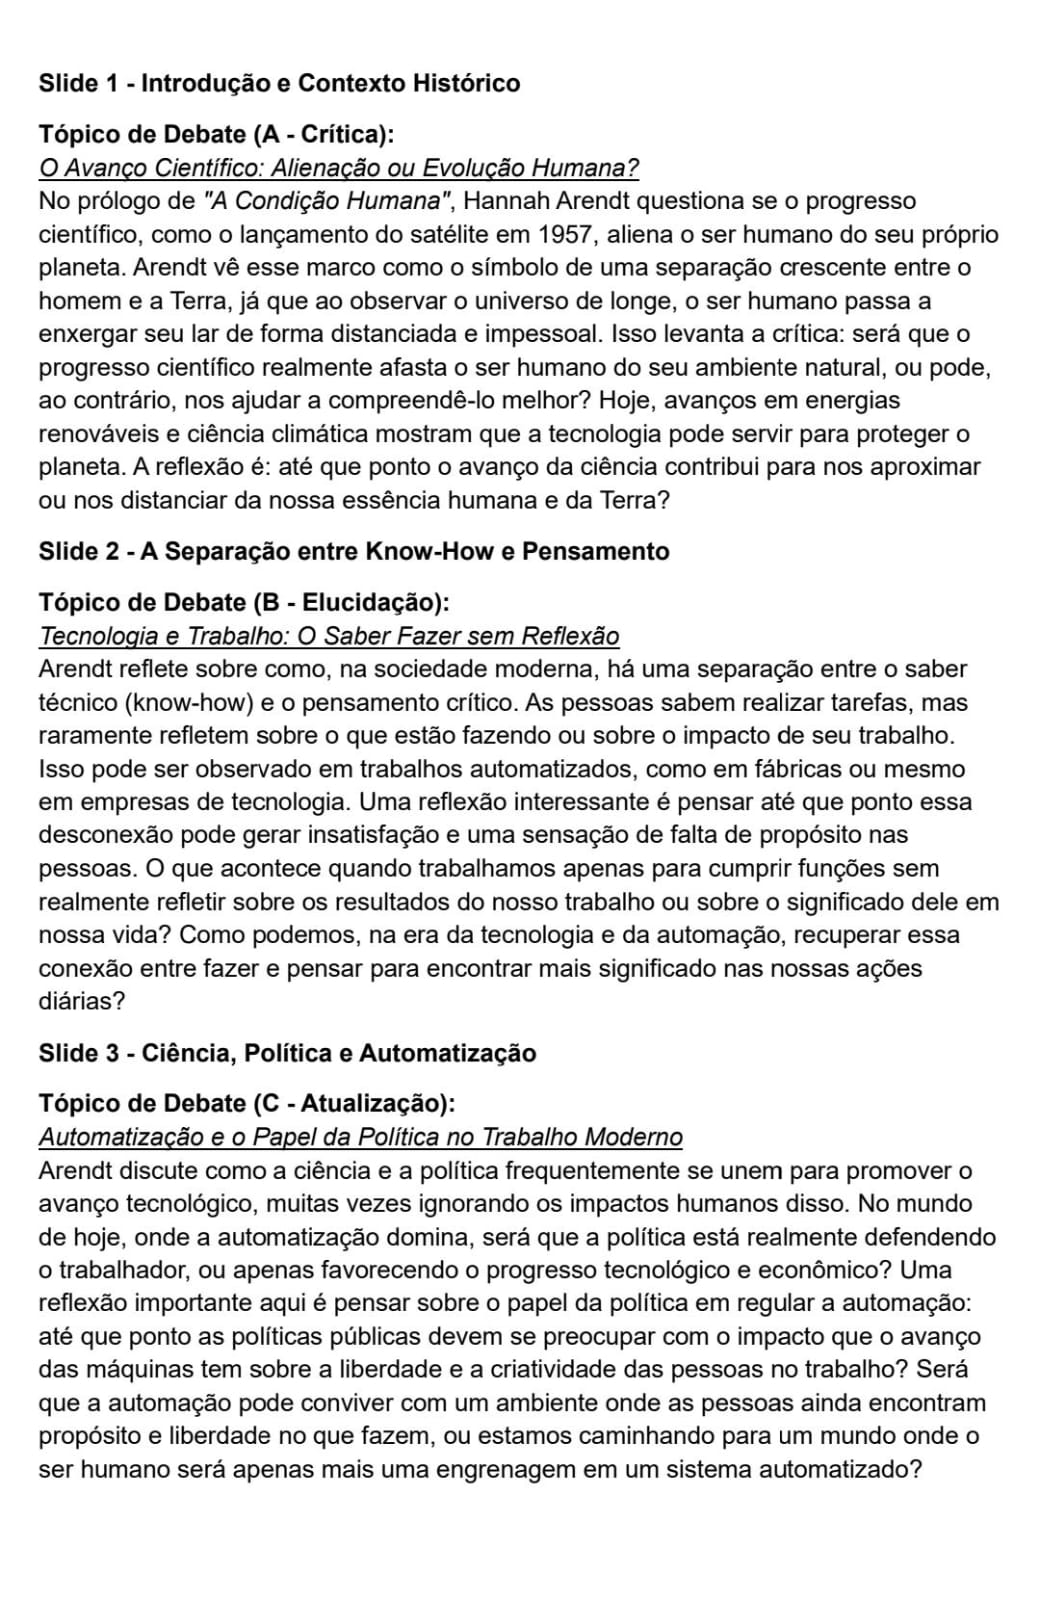 Slide 1 - Introdução e Contexto Histórico
Tópico de Debate (A - Crítica):
O Avanço Científico: Alienação ou Evolução Humana?
No prólogo de "A Condição Humana", Hannah Arendt questiona se o progresso
científico, como o lançamento do satélite em 1957, aliena o ser humano do seu próprio
planeta. Arendt vê esse marco como o símbolo de uma separação crescente entre o
homem e a Terra, já que ao observar o universo de longe, o ser humano passa a
enxergar seu lar de forma distanciada e impessoal. Isso levanta a crítica: será que o
progresso científico realmente afasta o ser humano do seu ambiente natural, ou pode,
ao contrário, nos ajudar a compreendê-lo melhor? Hoje, avanços em energias
renováveis e ciência climática mostram que a tecnologia pode servir para proteger o
planeta. A reflexão é: até que ponto o avanço da ciência contribui para nos aproximar
ou nos distanciar da nossa essência humana e da Terra?
Slide 2 - A Separação entre Know-How e Pensamento
Tópico de Debate (B - Elucidação):
Tecnologia e Trabalho: O Saber Fazer sem Reflexão
Arendt reflete sobre como, na sociedade moderna, há uma separação entre o saber
técnico (know-how) e o pensamento crítico. As pessoas sabem realizar tarefas, mas
raramente refletem sobre o que estão fazendo ou sobre o impacto de seu trabalho.
Isso pode ser observado em trabalhos automatizados, como em fábricas ou mesmo
em empresas de tecnologia. Uma reflexão interessante é pensar até que ponto essa
desconexão pode gerar insatisfação e uma sensação de falta de propósito nas
pessoas. O que acontece quando trabalhamos apenas para cumprir funções sem
realmente refletir sobre os resultados do nosso trabalho ou sobre o significado dele em
nossa vida? Como podemos, na era da tecnologia e da automação, recuperar essa
conexão entre fazer e pensar para encontrar mais significado nas nossas ações
diárias?
Slide 3 - Ciência, Política e Automatização
Tópico de Debate (C - Atualização):
Automatização e o Papel da Política no Trabalho Moderno
Arendt discute como a ciência e a política frequentemente se unem para promover o
avanço tecnológico, muitas vezes ignorando os impactos humanos disso. No mundo
de hoje, onde a automatização domina, será que a política está realmente defendendo
o trabalhador, ou apenas favorecendo o progresso tecnológico e econômico? Uma
reflexão importante aqui é pensar sobre o papel da política em regular a automação:
até que ponto as políticas públicas devem se preocupar com o impacto que o avanço
das máquinas tem sobre a liberdade e a criatividade das pessoas no trabalho? Será
que a automação pode conviver com um ambiente onde as pessoas ainda encontram
propósito e liberdade no que fazem, ou estamos caminhando para um mundo onde o
ser humano será apenas mais uma engrenagem em um sistema automatizado?